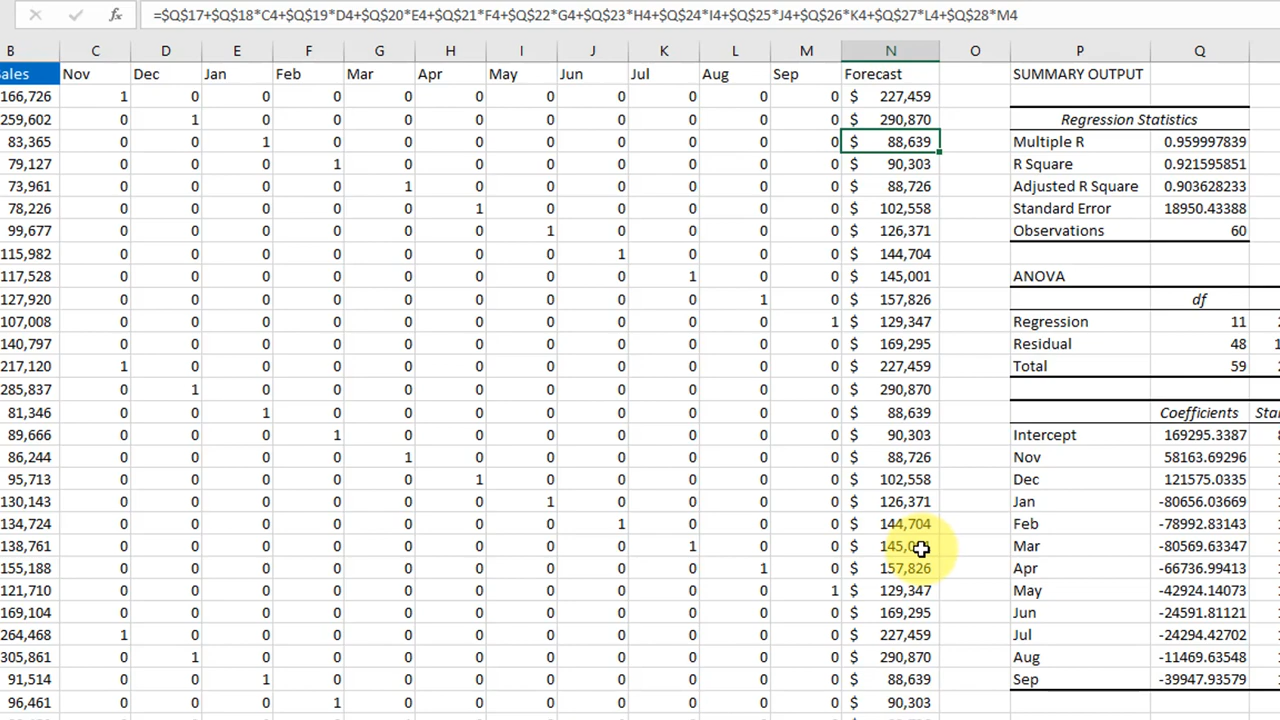 =$Q$17+$Q$18*C4+$Q$19*D4+$Q$20*E4+$Q$21*F4+$Q$22*G4+$Q$23*H4+$Q$24*I4+$Q$25*J4+$Q$26*K4+$Q$27*L4+$Q$28*M4
B C D E F G H I J K L M N O P Q
ales Nov Dec Jan Feb Mar Apr May Jun Jul Aug Sep Forecast SUMMARY OUTPUT
166,726 1 0 0 0 0 0 0 0 0 0 0 $ 227,459
259,602 0 1 0 0 0 0 0 0 0 0 0 $ 290,870 Regression Statistics
83,365 0 0 1 0 0 0 0 0 0 0 0 $ 88,639 Multiple R 0.959997839
79,127 0 0 0 1 0 0 0 0 0 0 0 $ 90,303 R Square 0.921595851
73,961 0 0 0 0 1 0 0 0 0 0 0 $ 88,726 Adjusted R Square 0.903628233
78,226 0 0 0 0 0 1 0 0 0 0 0 $ 102,558 Standard Error 18950.43388
99,677 0 0 0 0 0 0 1 0 0 0 0 $ 126,371 Observations 60
115,982 0 0 0 0 0 0 0 1 0 0 0 $ 144,704
117,528 0 0 0 0 0 0 0 0 1 0 0 $ 145,001 ANOVA
127,920 0 0 0 0 0 0 0 0 0 1 0 $ 157,826 df
107,008 0 0 0 0 0 0 0 0 0 0 1 $ 129,347 Regression 11
140,797 0 0 0 0 0 0 0 0 0 0 0 $ 169,295 Residual 48
217,120 1 0 0 0 0 0 0 0 0 0 0 $ 227,459 Total 59
285,837 0 1 0 0 0 0 0 0 0 0 0 $ 290,870
81,346 0 0 1 0 0 0 0 0 0 0 0 $ 88,639 Coefficients Sta
89,666 0 0 0 1 0 0 0 0 0 0 0 $ 90,303 Intercept 169295.3387
86,244 0 0 0 0 1 0 0 0 0 0 0 $ 88,726 Nov 58163.69296
95,713 0 0 0 0 0 1 0 0 0 0 0 $ 102,558 Dec 121575.0335
130,143 0 0 0 0 0 0 1 0 0 0 0 $ 126,371 Jan -80656.03669
134,724 0 0 0 0 0 0 0 1 0 0 0 $ 144,704 Feb -78992.83143
138,761 0 0 0 0 0 0 0 0 1 0 0 $ Mar -80569.63347
155,188 0 0 0 0 0 0 0 0 0 1 0 $ 157,826 Apr -66736.99413
121,710 0 0 0 0 0 0 0 0 0 0 1 $ 129,347 May -42924.14073
169,104 0 0 0 0 0 0 0 0 0 0 0 $ 169,295 Jun -24591.81121
264,468 1 0 0 0 0 0 0 0 0 0 0 $ 227,459 Jul -24294.42702
305,861 0 1 0 0 0 0 0 0 0 0 0 $ 290,870 Aug -11469.63548
91,514 0 0 1 0 0 0 0 0 0 0 0 $ 88,639 Sep -39947.93579
96,461 0 0 0 1 0 0 0 0 0 0 0 $ 90,303